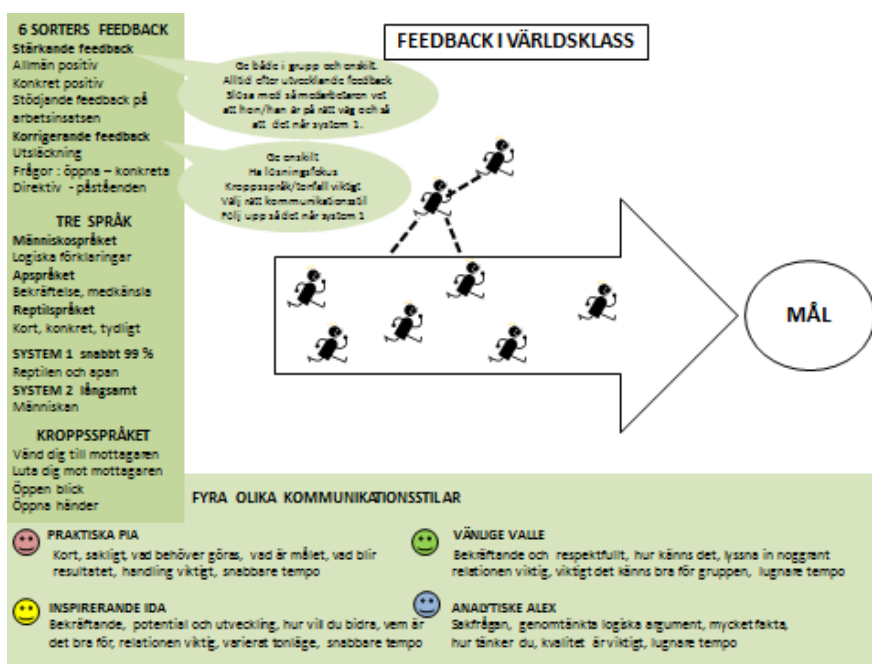 6 SORTERS FEEDBACK
Stärkande feedback
Allmän positiv
Konkret positiv
Stödjande feedback på
arbetsinsatsen
Korrigerande feedback
Utsläckning
Frågor : öppna – konkreta
Direktiv - påståenden
TRE SPRÅK
Människospråket
Logiska förklaringar
Apspråket
Bekräftelse, medkänsla
Reptilspråket
Kort, konkret, tydligt
SYSTEM 1 snabbt 99 %
Reptilen och apan
SYSTEM 2 långsamt
Människan
KROPPSSPRÅKET
Vänd dig till mottagaren
Luta dig mot mottagaren
Öppen blick
Öppna händer
FEEDBACK I VÄRLDSKLASS
Ge både i grupp och enskilt.
Alltid efter utvecklande feedback
Slösa med så medarbetaren vet
att hon/han är på rätt väg och så
att det når system 1.
Ge enskilt
Ha lösningsfokus
Kroppsspråk/tonfall viktigt
Välj rätt kommunikationsstil
Följ upp så det når system 1
MÅL
FYRA OLIKA KOMMUNIKATIONSSTILAR
PRAKTISKA PIA
Kort, sakligt, vad behöver göras, vad är målet, vad blir
resultatet, handling viktigt, snabbare tempo
VÄNLIGE VALLE
Bekräftande och respektfullt, hur känns det, lyssna in noggrant
relationen viktig, viktigt det känns bra för gruppen, lugnare tempo
INSPIRERANDE IDA
Bekräftande, potential och utveckling, hur vill du bidra, vem är
det bra för, relationen viktig, varierat tonläge, snabbare tempo
ANALYTISKE ALEX
Sakfrågan, genomtänkta logiska argument, mycket fakta,
hur tänker du, kvalitet är viktigt, lugnare tempo